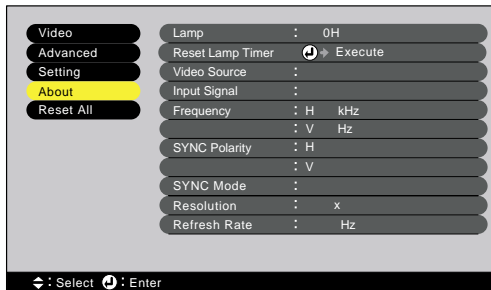 Video
Advanced
Setting
About
Reset All
Lamp : 0H
Reset Lamp Timer Execute
Video Source :
Input Signal :
Frequency : H kHz
: V Hz
SYNC Polarity : H
: V
SYNC Mode :
Resolution : x
Refresh Rate : Hz
: Select : Enter